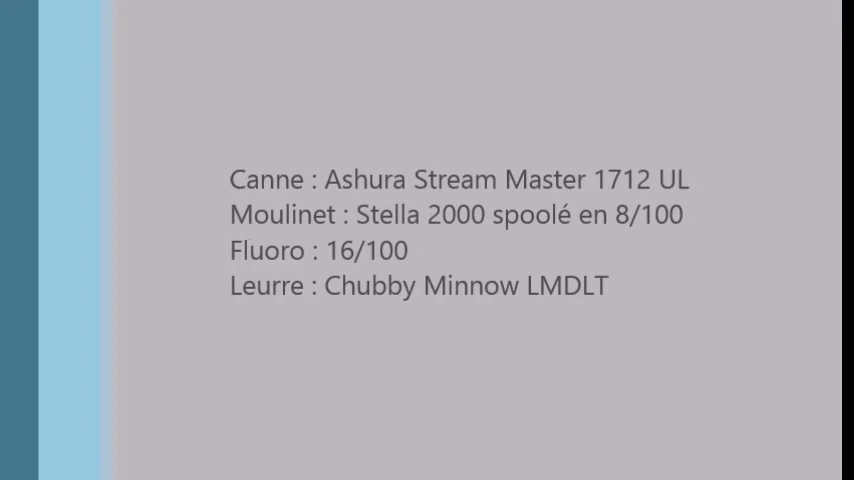 Canne : Ashura Stream Master 1712 UL
Moulinet : Stella 2000 spoolé en 8/100
Fluoro : 16/100
Leurre : Chubby Minnow LMDLT